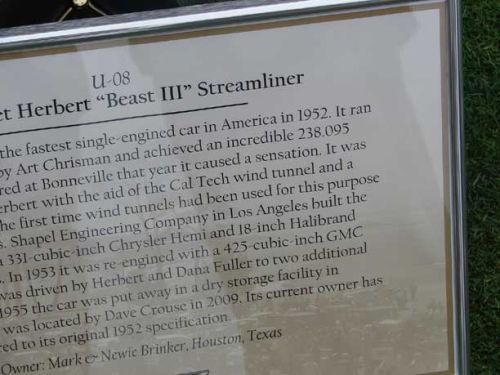 U-08
et Herbert "Beast III" Streamliner
the fastest single-engined car in America in 1952. It ran
by Art Chrisman and achieved an incredible 238.095
red at Bonneville that year it caused a sensation. It was
erbert with the aid of the Cal Tech wind tunnel and a
he first time wind tunnels had been used for this purpose
s. Shapel Engineering Company in Los Angeles built the
a 331-cubic-inch Chrysler Hemi and 18-inch Halibrand
. In 1953 it was re-engined with a 425-cubic-inch GMC
was driven by Herbert and Dana Fuller to two additional
1955 the car was put away in a dry storage facility in
was located by Dave Crouse in 2009. Its current owner has
red to its original 1952 specification.
Owner: Mark & Newie Brinker, Houston, Texas